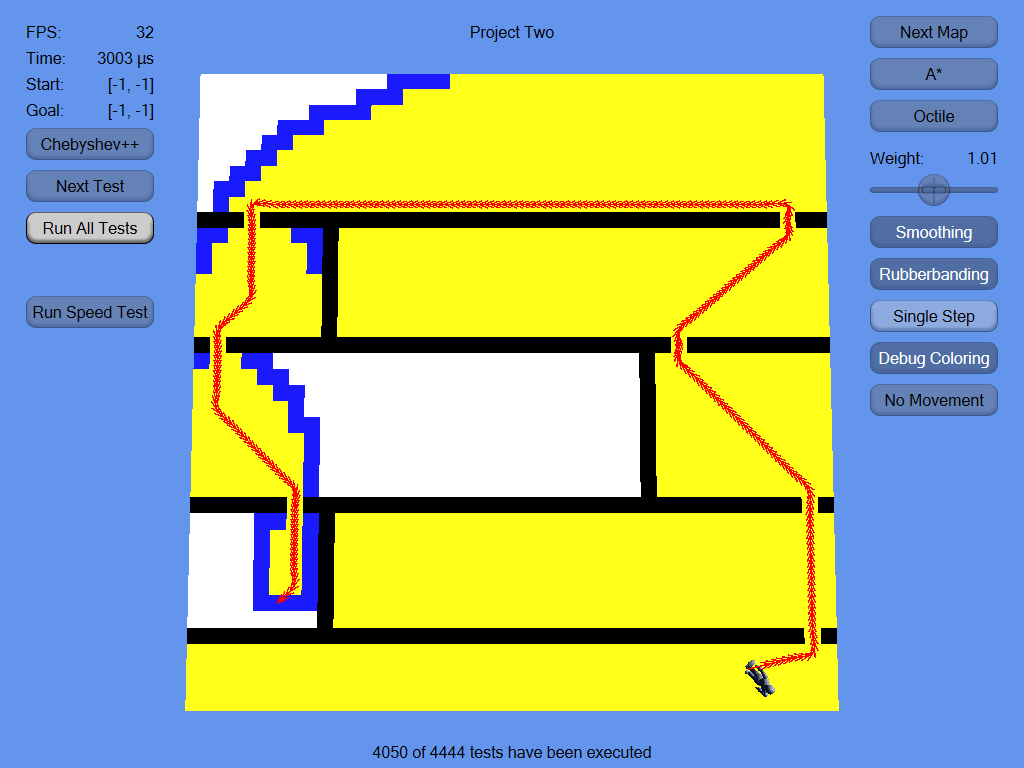 FPS: 32
Time: 3003 µs
Start: [-1, -1]
Goal: [-1, -1]
Chebyshev++
Next Test
Run All Tests
Run Speed Test
Project Two
Next Map
A*
Octile
Weight: 1.01
Smoothing
Rubberbanding
Single Step
Debug Coloring
No Movement
4050 of 4444 tests have been executed